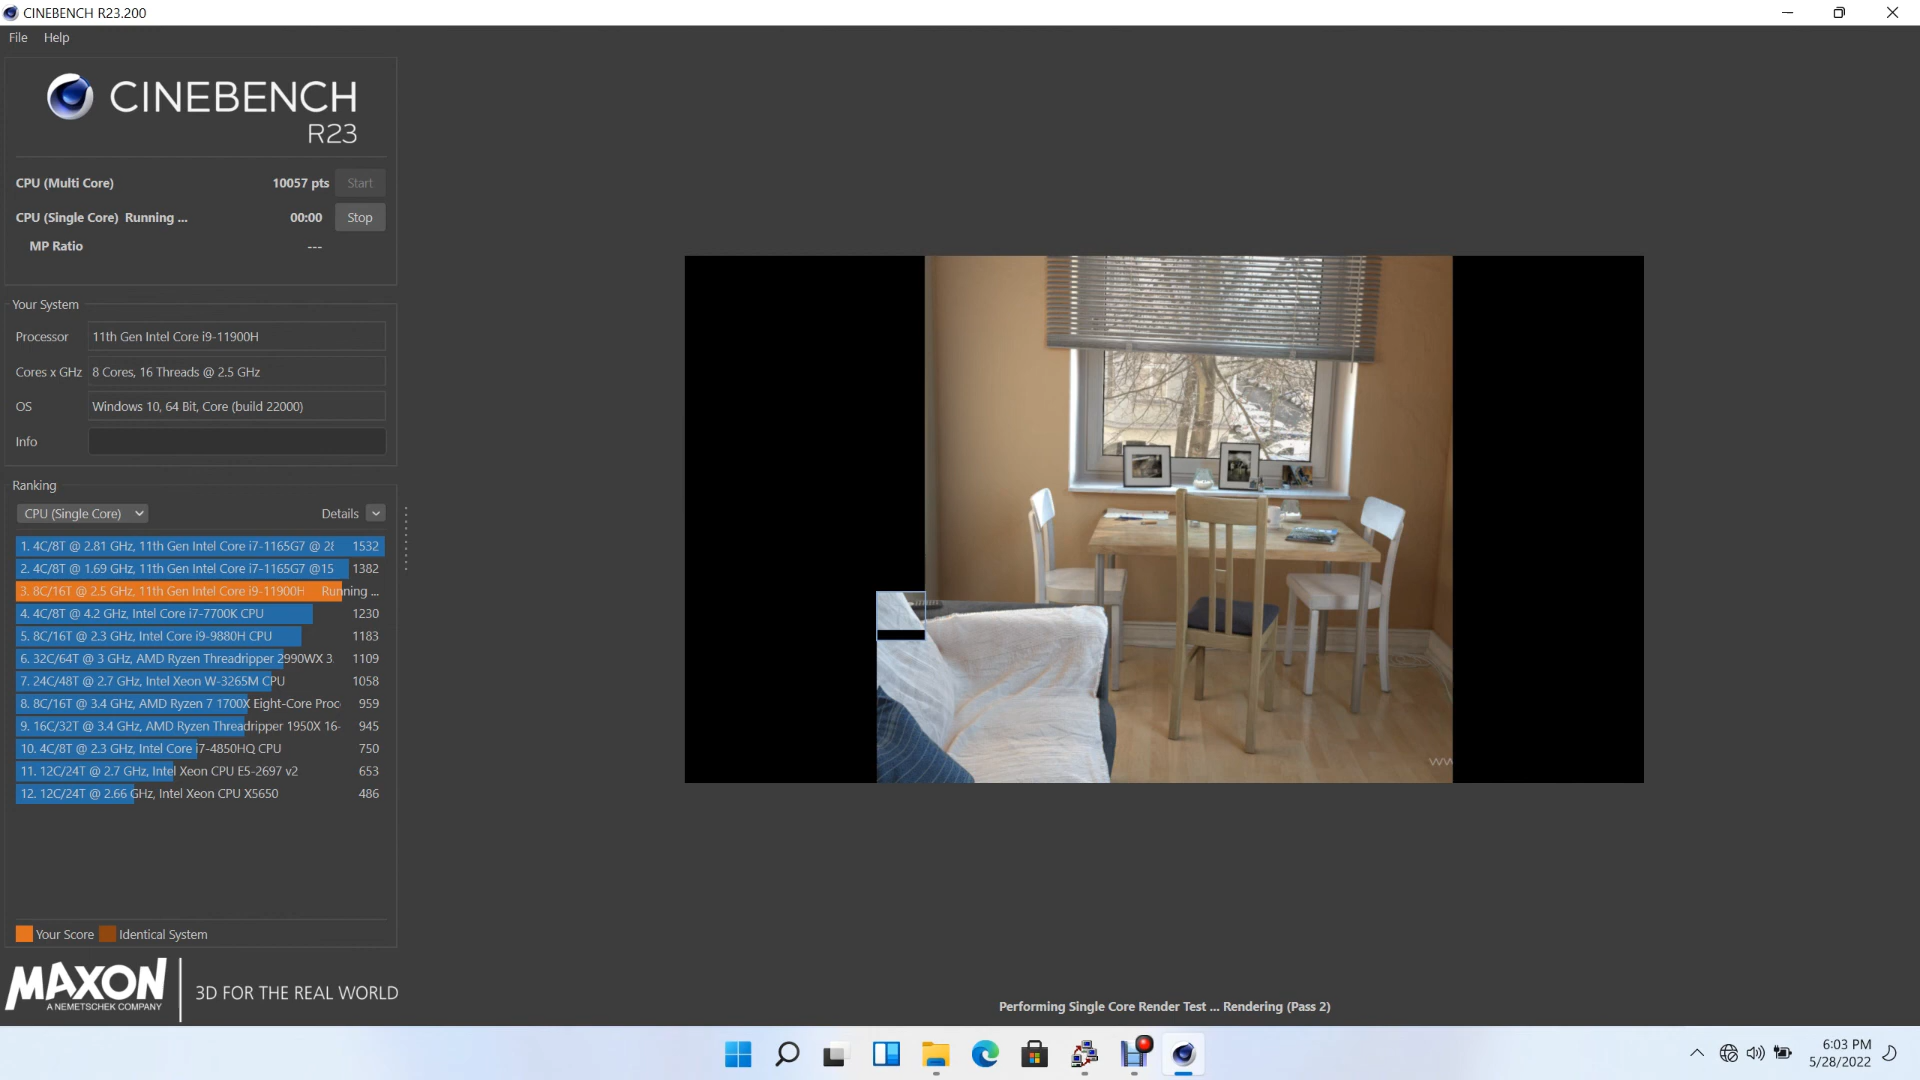 CINEBENCH R23.200
File Help
CINEBENCH
R23
CPU (Multi Core) 10057 pts Start
CPU (Single Core) Running ... 00:00 Stop
MP Ratio ---
Your System
Processor 11th Gen Intel Core i9-11900H
Cores x GHz 8 Cores, 16 Threads @ 2.5 GHz
OS Windows 10, 64 Bit, Core (build 22000)
Info
Ranking
CPU (Single Core) Details
1. 4C/8T @ 2.81 GHz, 11th Gen Intel Core i7-1165G7 @ 28 1532
2. 4C/8T @ 1.69 GHz, 11th Gen Intel Core i7-1165G7 @15 1382
3. 8C/16T @ 2.5 GHz, 11th Gen Intel Core i9-11900H Running ...
4. 4C/8T @ 4.2 GHz, Intel Core i7-7700K CPU 1230
5. 8C/16T @ 2.3 GHz, Intel Core i9-9880H CPU 1183
6. 32C/64T @ 3 GHz, AMD Ryzen Threadripper 2990WX 3 1109
7. 24C/48T @ 2.7 GHz, Intel Xeon W-3265M CPU 1058
8. 8C/16T @ 3.4 GHz, AMD Ryzen 7 1700X Eight-Core Proc 959
9. 16C/32T @ 3.4 GHz, AMD Ryzen Threadripper 1950X 16- 945
10. 4C/8T @ 2.3 GHz, Intel Core i7-4850HQ CPU 750
11. 12C/24T @ 2.7 GHz, Intel Xeon CPU E5-2697 v2 653
12. 12C/24T @ 2.66 GHz, Intel Xeon CPU X5650 486
Your Score Identical System
MAXON
A NEMETSCHEK COMPANY
3D FOR THE REAL WORLD
ww
Performing Single Core Render Test ... Rendering (Pass 2)
6:03 PM
5/28/2022